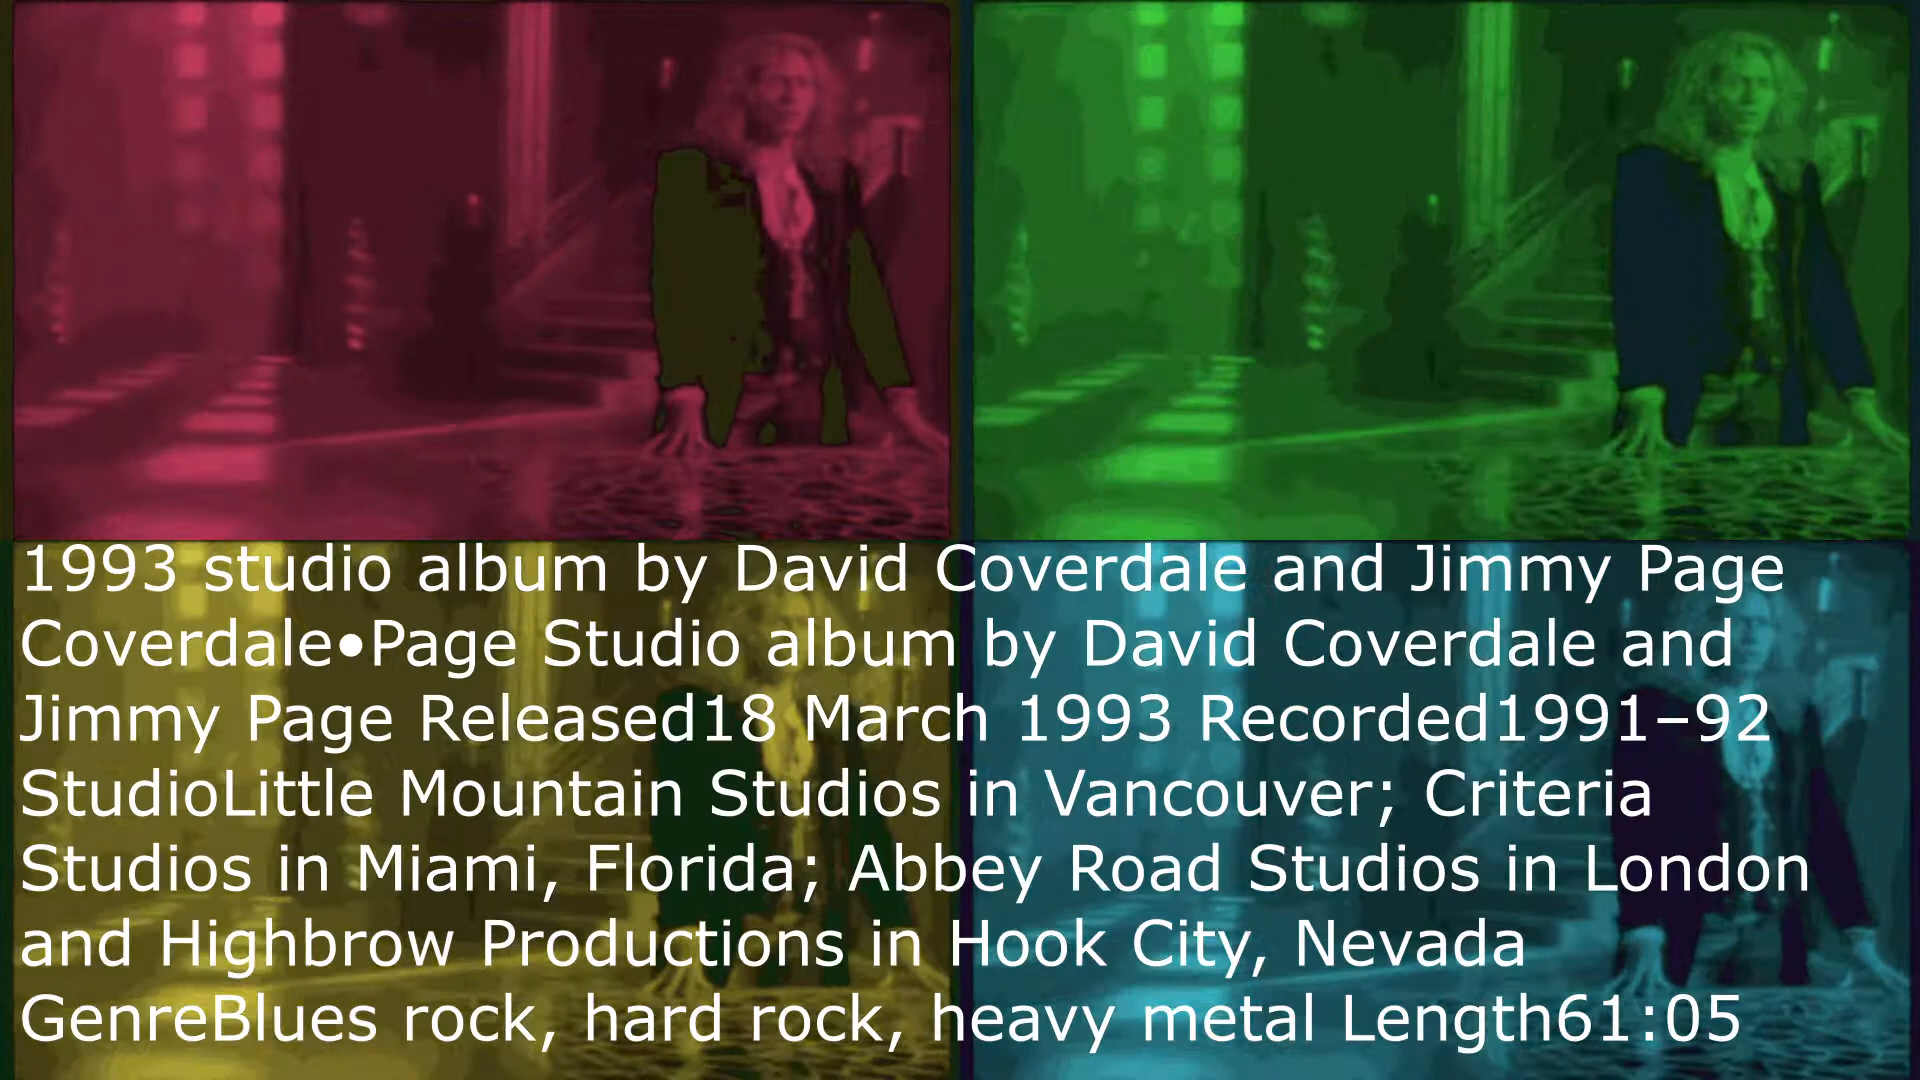 1993 studio album by David Coverdale and Jimmy Page
Coverdale•Page Studio album by David Coverdale and
Jimmy Page Released18 March 1993 Recorded1991–92
StudioLittle Mountain Studios in Vancouver; Criteria
Studios in Miami, Florida; Abbey Road Studios in London
and Highbrow Productions in Hook City, Nevada
GenreBlues rock, hard rock, heavy metal Length61:05